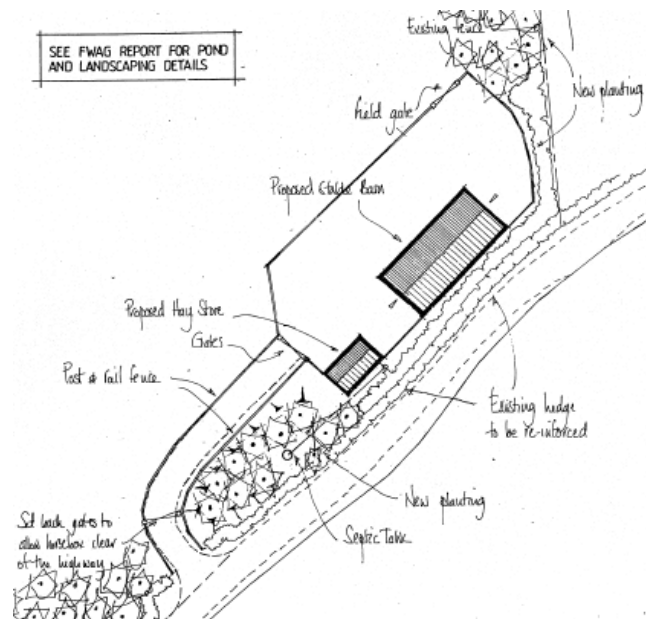 SEE FWAG REPORT FOR POND
AND LANDSCAPING DETAILS
Existing fence
New planting
Field gate
Proposed Stable Barn
Proposed Hay Store
Gates
Post & rail fence
Existing hedge
to be re-inforced
New planting
Septic Tank
Set back gates to
allow horsebox clear
of the highway